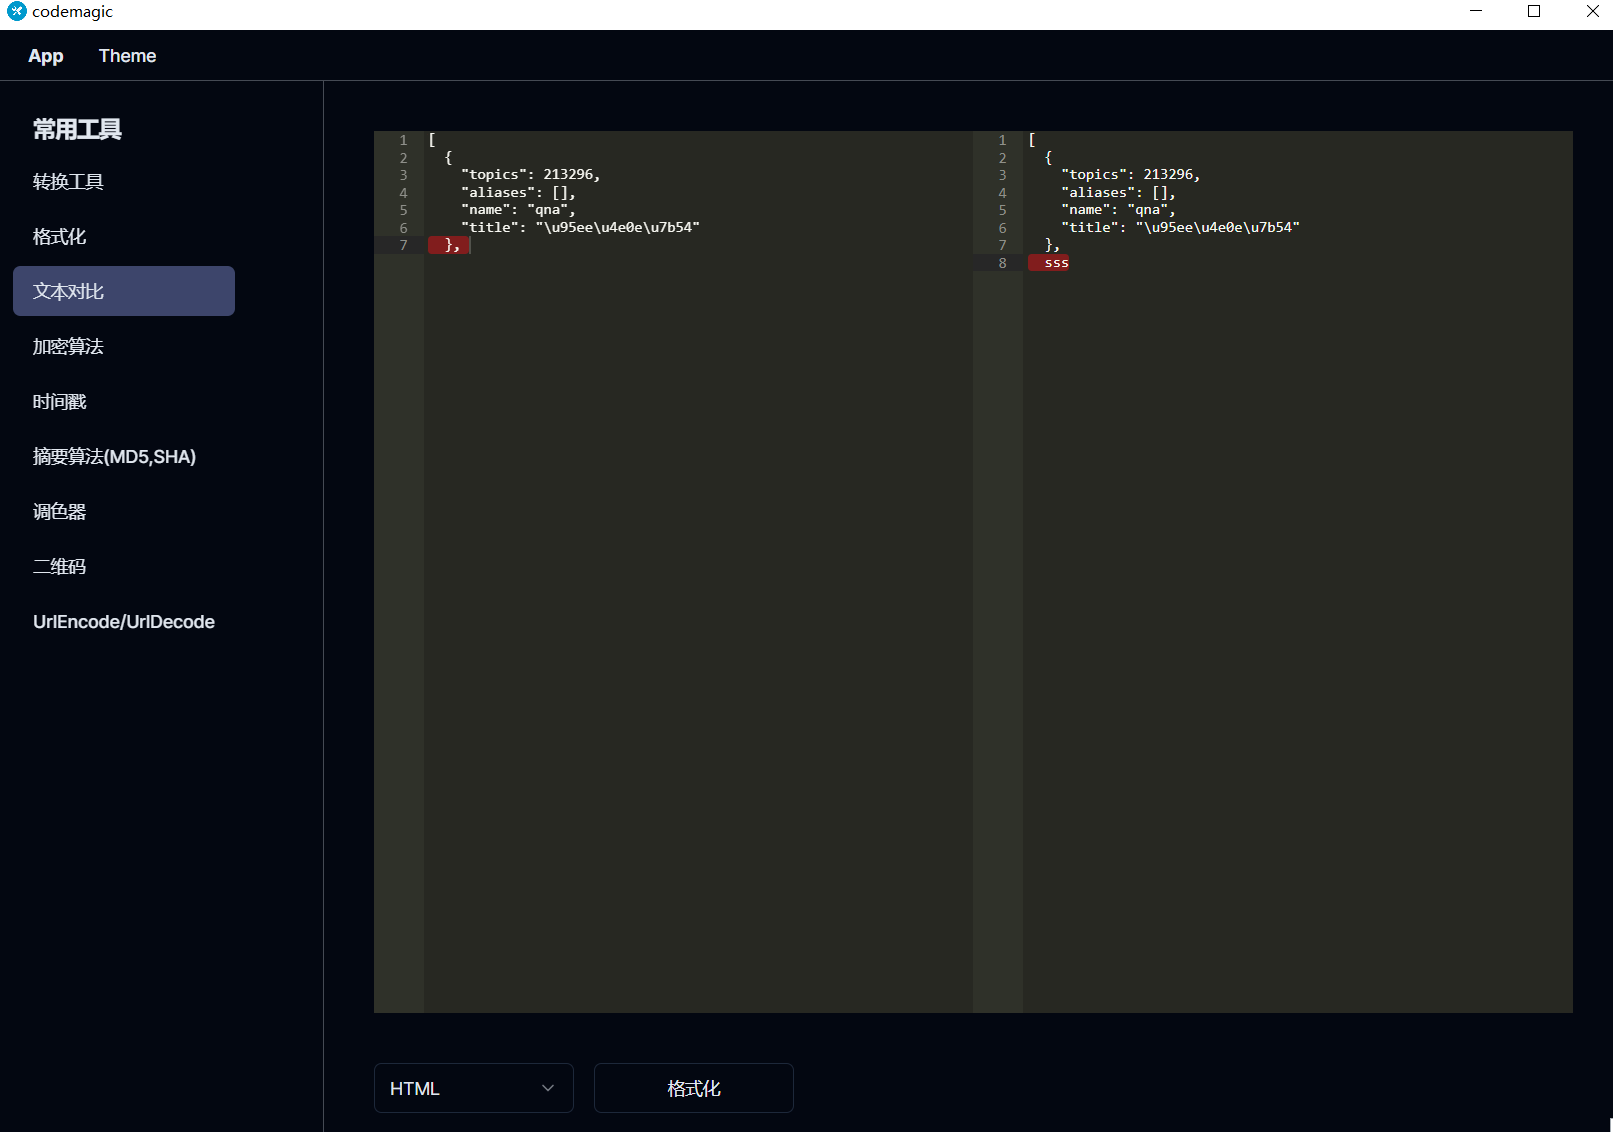 codemagic
App Theme
常用工具
转换工具
格式化
文本对比
加密算法
时间戳
摘要算法(MD5,SHA)
调色器
二维码
UrlEncode/UrlDecode
1 [
2 {
3 "topics": 213296,
4 "aliases": [],
5 "name": "qna",
6 "title": "\u95ee\u4e0e\u7b54"
7 },
1 [
2 {
3 "topics": 213296,
4 "aliases": [],
5 "name": "qna",
6 "title": "\u95ee\u4e0e\u7b54"
7 },
8 sss
HTML
格式化